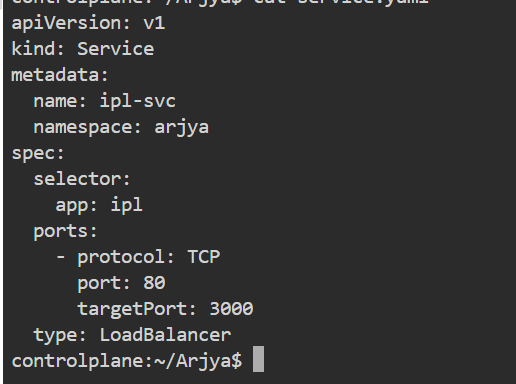 controlplane:~/Arjya$ cat service.yaml
apiVersion: v1
kind: Service
metadata:
  name: ipl-svc
  namespace: arjya
spec:
  selector:
    app: ipl
  ports:
    - protocol: TCP
      port: 80
      targetPort: 3000
  type: LoadBalancer
controlplane:~/Arjya$